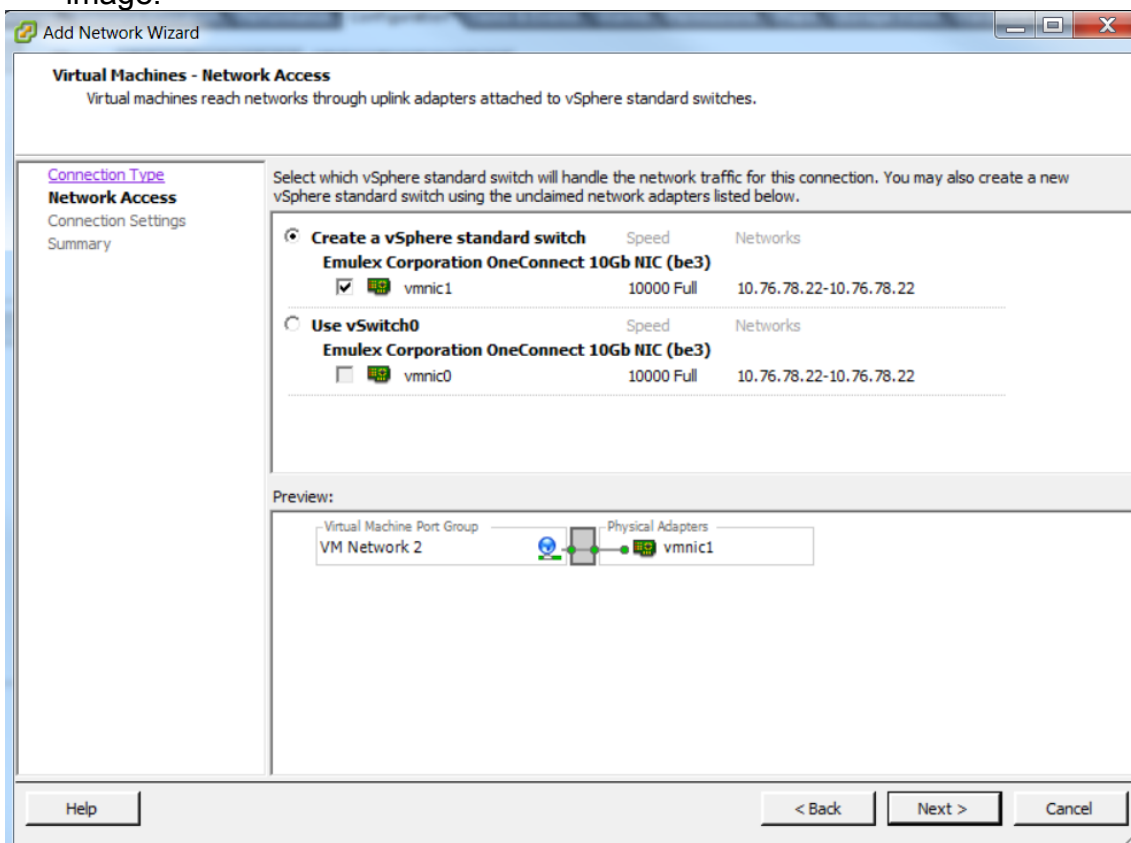 image.
Add Network Wizard
Virtual Machines - Network Access
Virtual machines reach networks through uplink adapters attached to vSphere standard switches.
Connection Type
Network Access
Connection Settings
Summary
Select which vSphere standard switch will handle the network traffic for this connection. You may also create a new
vSphere standard switch using the unclaimed network adapters listed below.
Create a vSphere standard switch Speed Networks
Emulex Corporation OneConnect 10Gb NIC (be3)
vmnic1 10000 Full 10.76.78.22-10.76.78.22
Use vSwitch0 Speed Networks
Emulex Corporation OneConnect 10Gb NIC (be3)
vmnic0 10000 Full 10.76.78.22-10.76.78.22
Preview:
Virtual Machine Port Group Physical Adapters
VM Network 2 vmnic1
Help < Back Next > Cancel